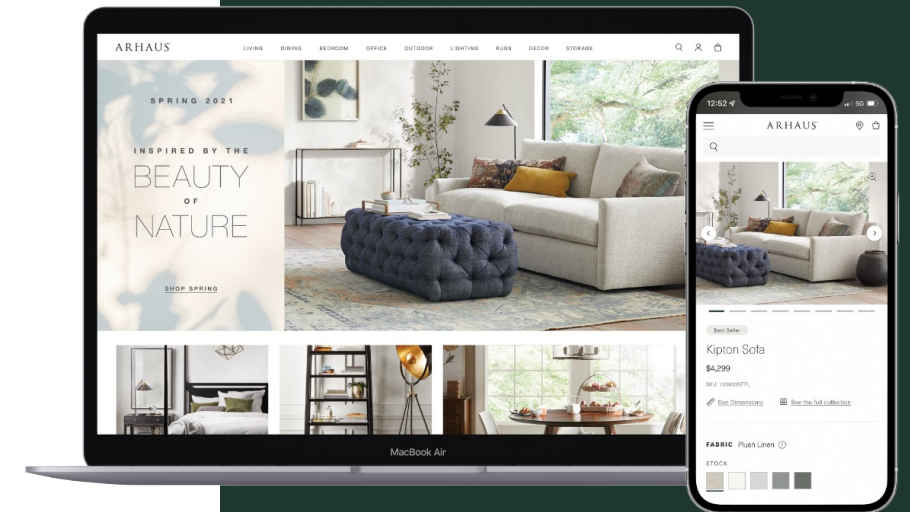 ARHAUS
LIVING DINING BEDROOM OFFICE OUTDOOR LIGHTING RUGS DECOR STORAGE
SPRING 2021
INSPIRED BY THE
BEAUTY
OF
NATURE
SHOP SPRING
MacBook Air
12:52 5G
ARHAUS
Best Seller
Kipton Sofa
$4,299
SKU:
See Dimensions See the full collection
FABRIC Plush Linen
STOCK